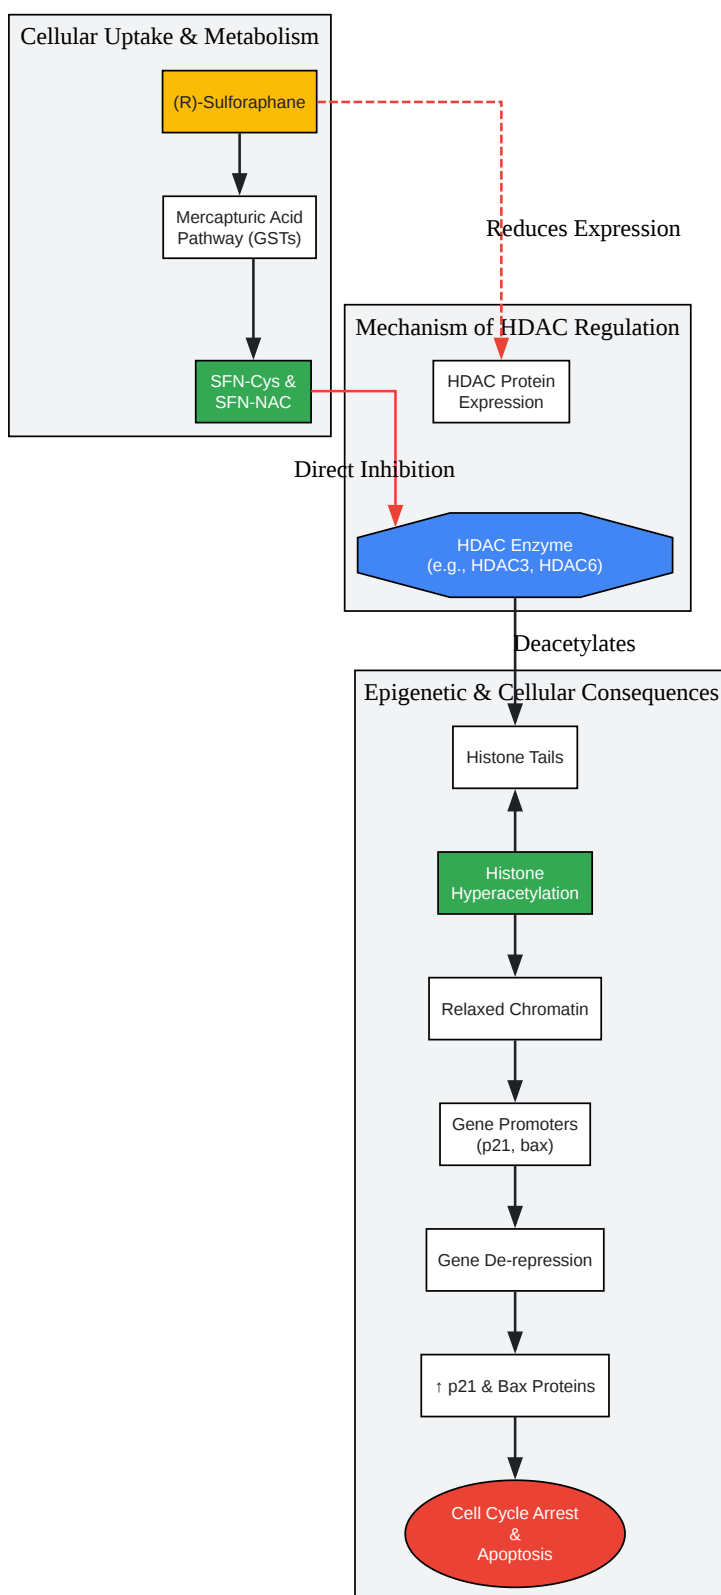 Cellular Uptake & Metabolism
(R)-Sulforaphane
Mercapturic Acid
Pathway (GSTs)
Reduces Expression
Mechanism of HDAC Regulation
SFN-Cys &
SFN-NAC
HDAC Protein
Expression
Direct Inhibition
HDAC Enzyme
(e.g., HDAC3, HDAC6)
Deacetylates
Epigenetic & Cellular Consequences
Histone Tails
Histone
Hyperacetylation
Relaxed Chromatin
Gene Promoters
(p21, bax)
Gene De-repression
↑ p21 & Bax Proteins
Cell Cycle Arrest
&
Apoptosis